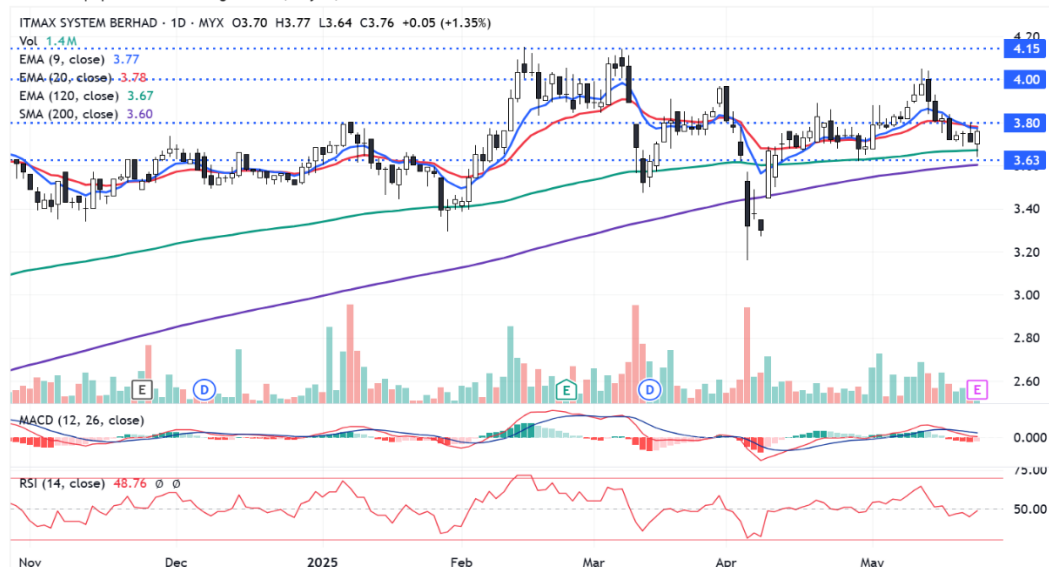 ITMAX SYSTEM BERHAD · 1D · MYX O3.70 H3.77 L3.64 C3.76 +0.05 (+1.35%)
Vol 1.4M
EMA (9, close) 3.77
EMA (20, close) 3.78
EMA (120, close) 3.67
SMA (200, close) 3.60
4.20
4.15
4.00
3.80
3.63
3.40
3.20
3.00
2.80
2.60
E D E D E
MACD (12, 26, close)
0.000
75.00
RSI (14, close) 48.76 ø ø
50.00
Nov Dec 2025 Feb Mar Apr May